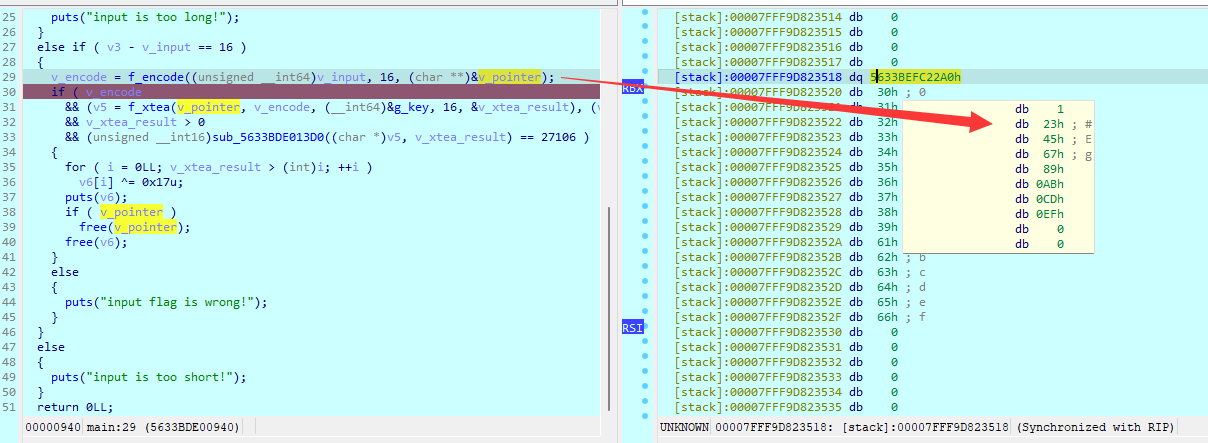 25 puts("input is too long!");
26 }
27 else if ( v3 - v_input == 16 )
28 {
29 v_encode = f_encode((unsigned __int64)v_input, 16, (char **)&v_pointer);
30 if ( v_encode
31 && (v5 = f_xtea(v_pointer, v_encode, (__int64)&g_key, 16, &v_xtea_result), (v
32 && v_xtea_result > 0
33 && (unsigned __int16)sub_5633BDE013D0((char *)v5, v_xtea_result) == 27106 )
34 {
35 for ( i = 0LL; v_xtea_result > (int)i; ++i )
36 v6[i] ^= 0x17u;
37 puts(v6);
38 if ( v_pointer )
39 free(v_pointer);
40 free(v6);
41 }
42 else
43 {
44 puts("input flag is wrong!");
45 }
46 }
47 else
48 {
49 puts("input is too short!");
50 }
51 return 0LL;
00000940 main:29 (5633BDE00940)
RBX
RSI
[stack]:00007FFF9D823514 db 0
[stack]:00007FFF9D823515 db 0
[stack]:00007FFF9D823516 db 0
[stack]:00007FFF9D823517 db 0
[stack]:00007FFF9D823518 dq 5633BEFC22A0h
[stack]:00007FFF9D823520 db 30h ; 0
31h
[stack]:00007FFF9D823522 db 32h
[stack]:00007FFF9D823523 db 33h
[stack]:00007FFF9D823524 db 34h
[stack]:00007FFF9D823525 db 35h
[stack]:00007FFF9D823526 db 36h
[stack]:00007FFF9D823527 db 37h
[stack]:00007FFF9D823528 db 38h
[stack]:00007FFF9D823529 db 39h
[stack]:00007FFF9D82352A db 61h
[stack]:00007FFF9D82352B db 62h ; b
[stack]:00007FFF9D82352C db 63h ; c
[stack]:00007FFF9D82352D db 64h ; d
[stack]:00007FFF9D82352E db 65h ; e
[stack]:00007FFF9D82352F db 66h ; f
[stack]:00007FFF9D823530 db 0
[stack]:00007FFF9D823531 db 0
[stack]:00007FFF9D823532 db 0
[stack]:00007FFF9D823533 db 0
[stack]:00007FFF9D823534 db 0
[stack]:00007FFF9D823535 db 0
db 1
db 23h ; #
db 45h ; E
db 67h ; g
db 89h
db 0ABh
db 0CDh
db 0EFh
db 0
db 0
UNKNOWN 00007FFF9D823518: [stack]:00007FFF9D823518 (Synchronized with RIP)